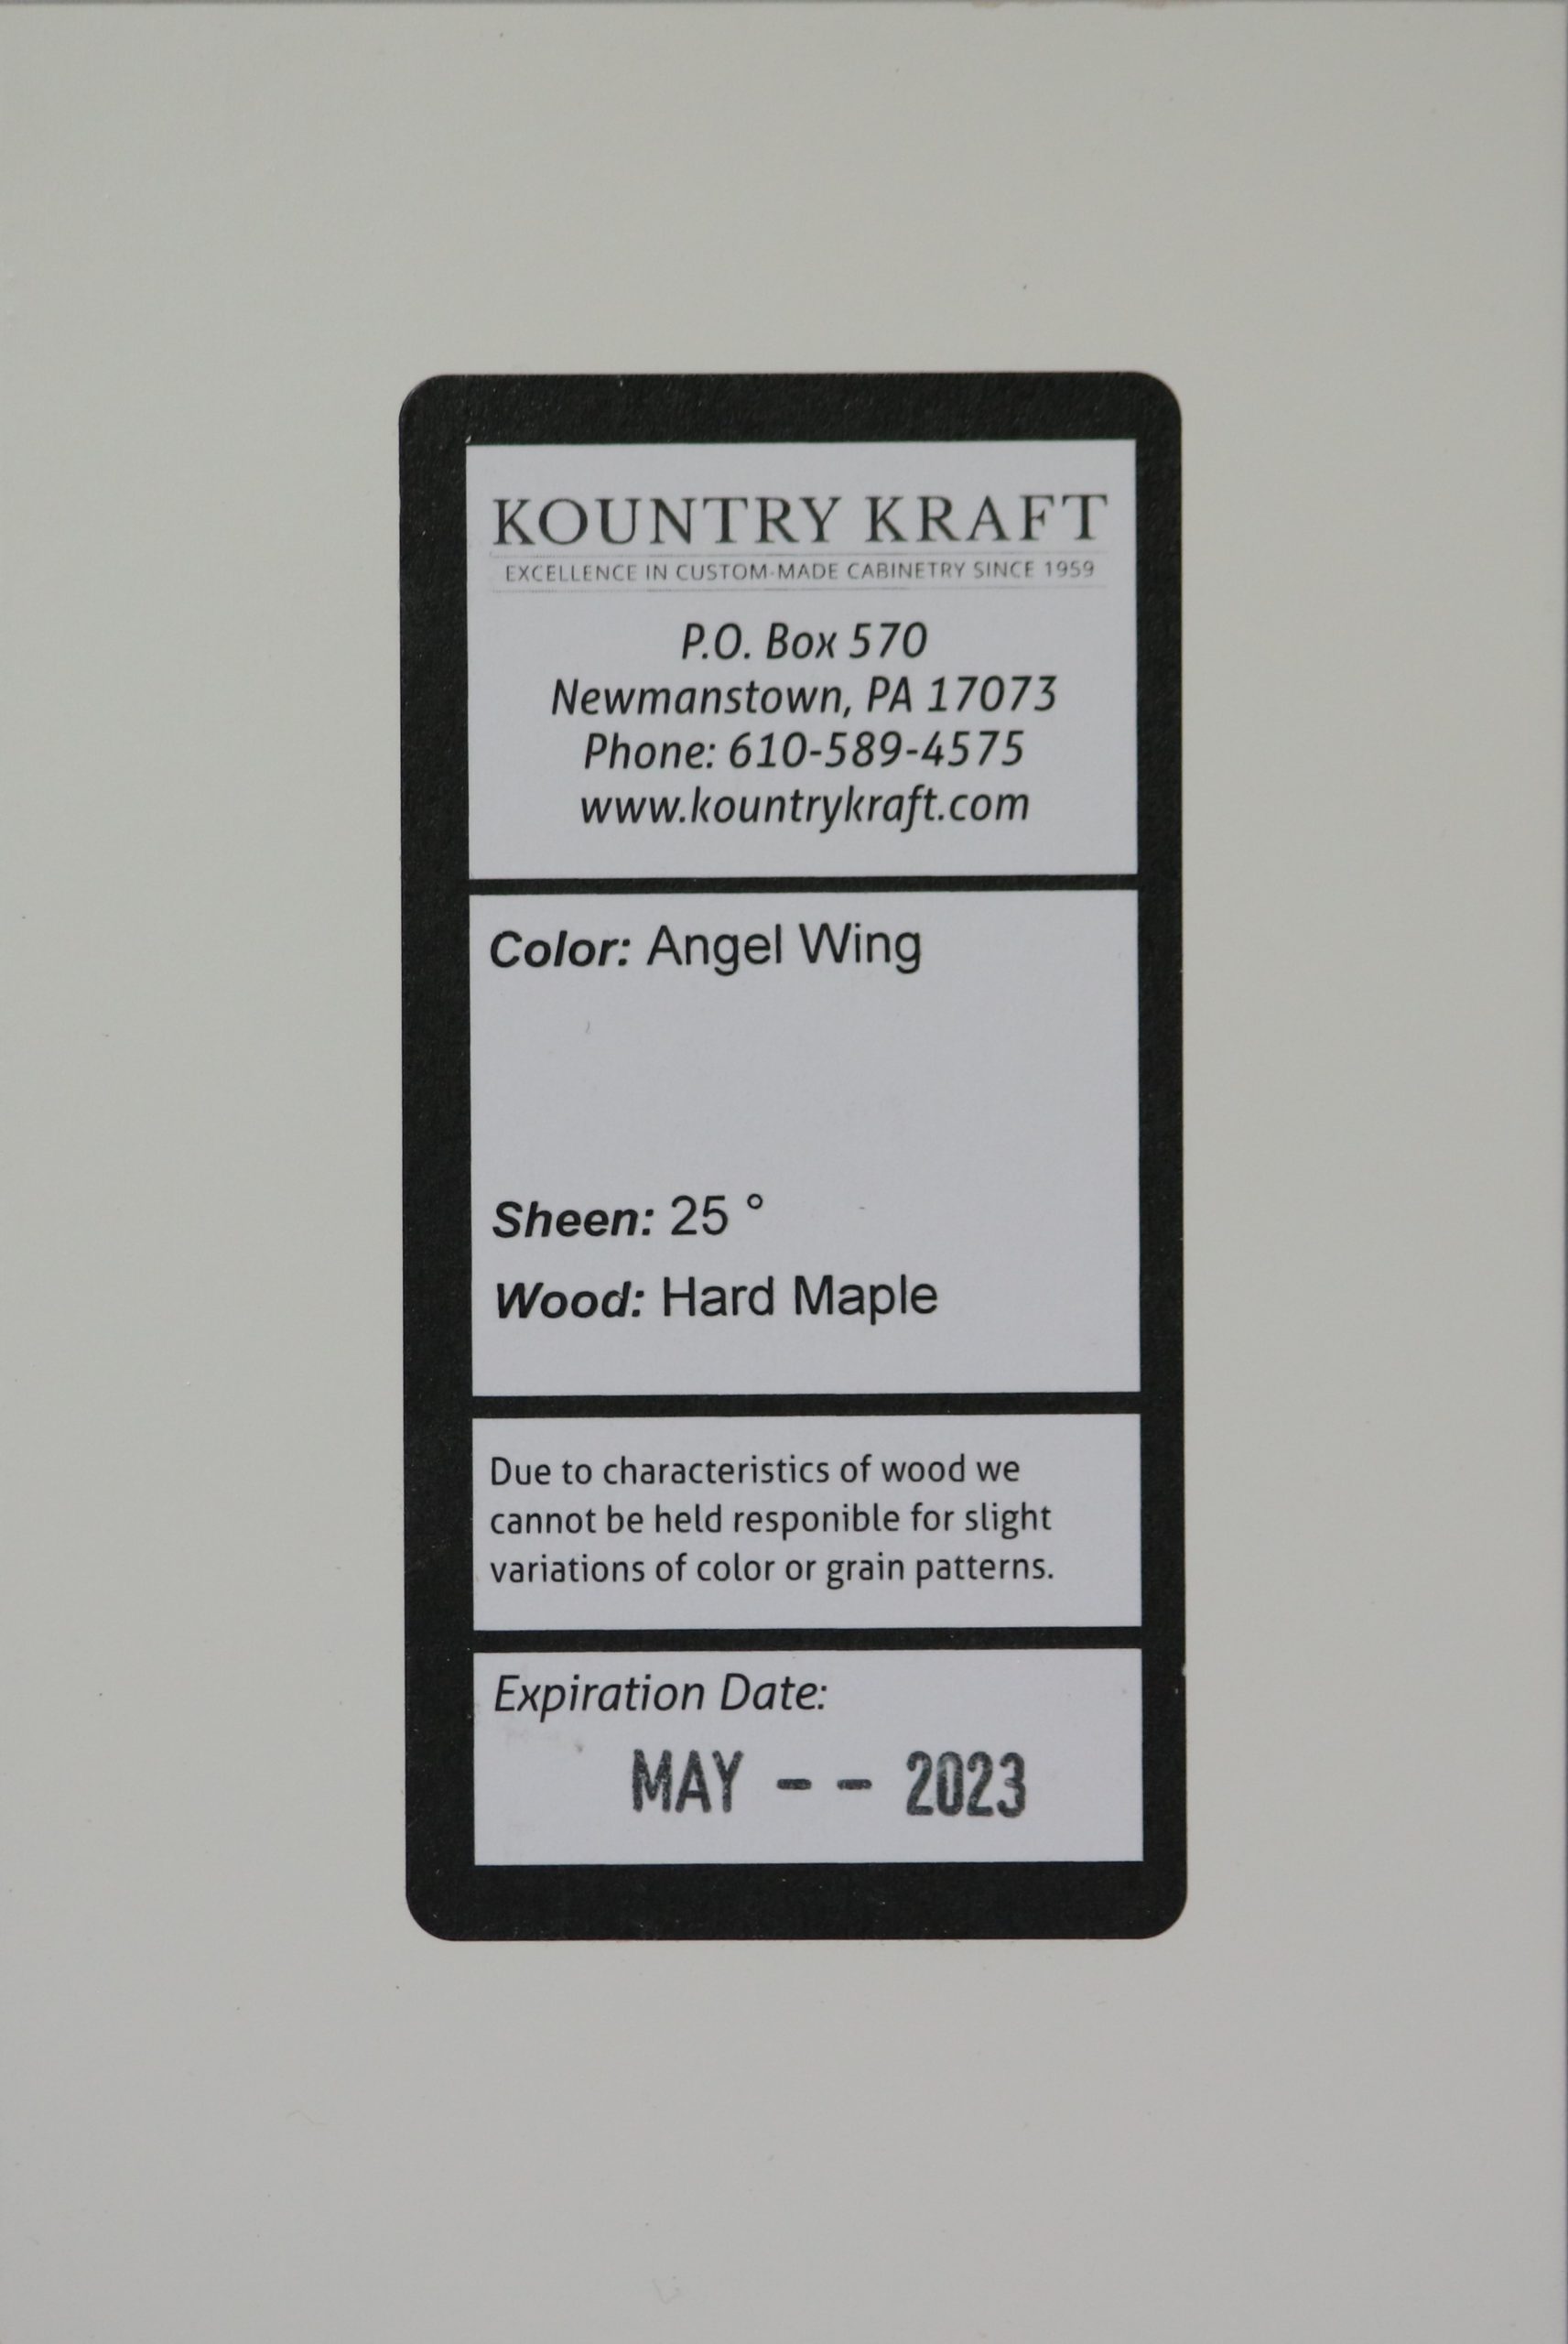 KOUNTRY KRAFT
EXCELLENCE IN CUSTOM-MADE CABINETRY SINCE 1959
P.O. Box 570
Newmanstown, PA 17073
Phone: 610-589-4575
www.kountrykraft.com
Color: Angel Wing
Sheen: 25 °
Wood: Hard Maple
Due to characteristics of wood we
cannot be held responible for slight
variations of color or grain patterns.
Expiration Date:
MAY -- 2023